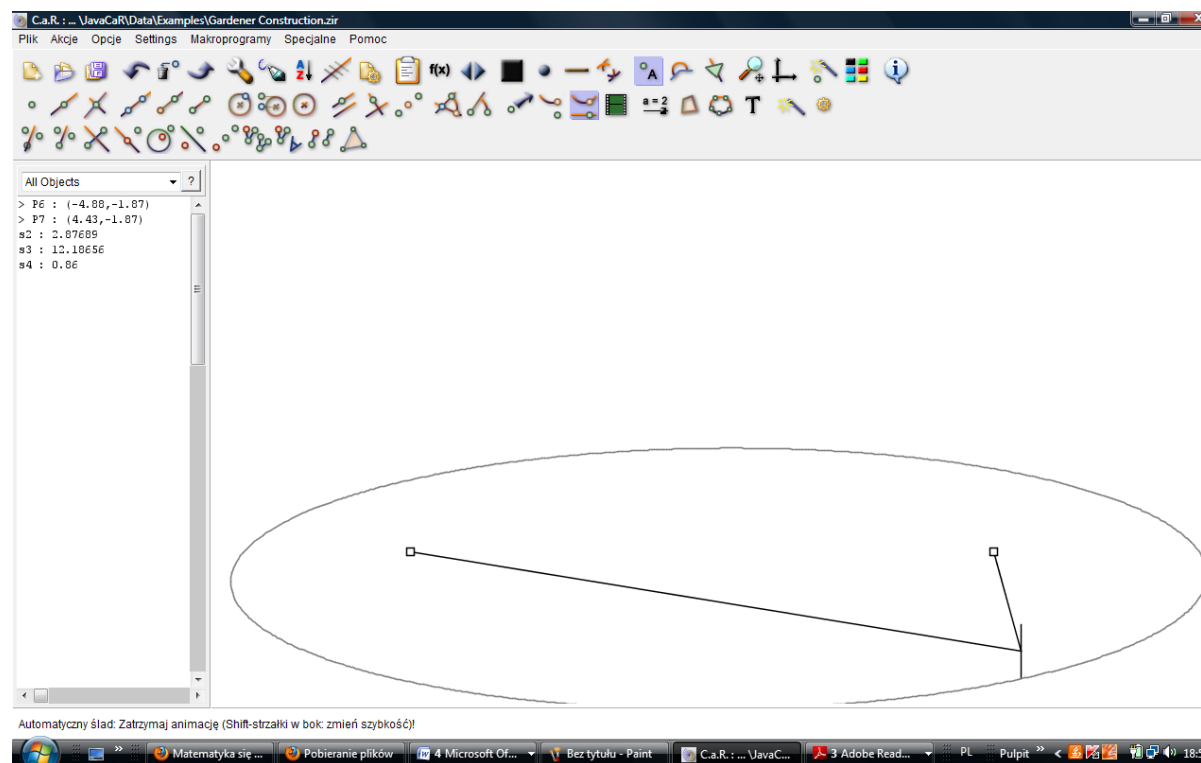 C.a.R. : ... \JavaCaR\Data\Examples\Gardener Construction.zir
Plik Akcje Opcje Settings Makroprogramy Specjalne Pomoc
A f(x)
a = 2 T
All Objects ?
> P6 : (-4.88,-1.87)
> P7 : (4.43,-1.87)
s2 : 2.87689
s3 : 12.18656
s4 : 0.86
Automatyczny ślad: Zatrzymaj animację (Shift-strzałki w bok: zmień szybkość)!
Matematyka się ... Pobieranie plików 4 Microsoft Of... Bez tytułu - Paint C.a.R. : ... \JavaC... 3 Adobe Read... PL Pulpit » < 18:5